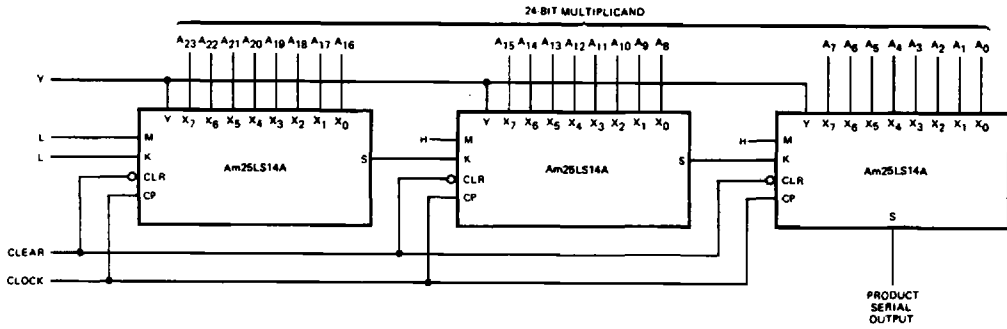 24-BIT MULTIPLICAND
A23 A22 A21 A20 A19 A18 A17 A16
A15 A14 A13 A12 A11 A10 A9 A8
A7 A6 A5 A4 A3 A2 A1 A0
Y
Y X7 X6 X5 X4 X3 X2 X1 X0
L M
L K
Am25LS14A
S
CLR
CP
Y X7 X6 X5 X4 X3 X2 X1 X0
H M
K
Am25LS14A
S
CLR
CP
Y X7 X6 X5 X4 X3 X2 X1 X0
H M
K
Am25LS14A
CLR
CP
S
CLEAR
CLOCK
PRODUCT
SERIAL
OUTPUT